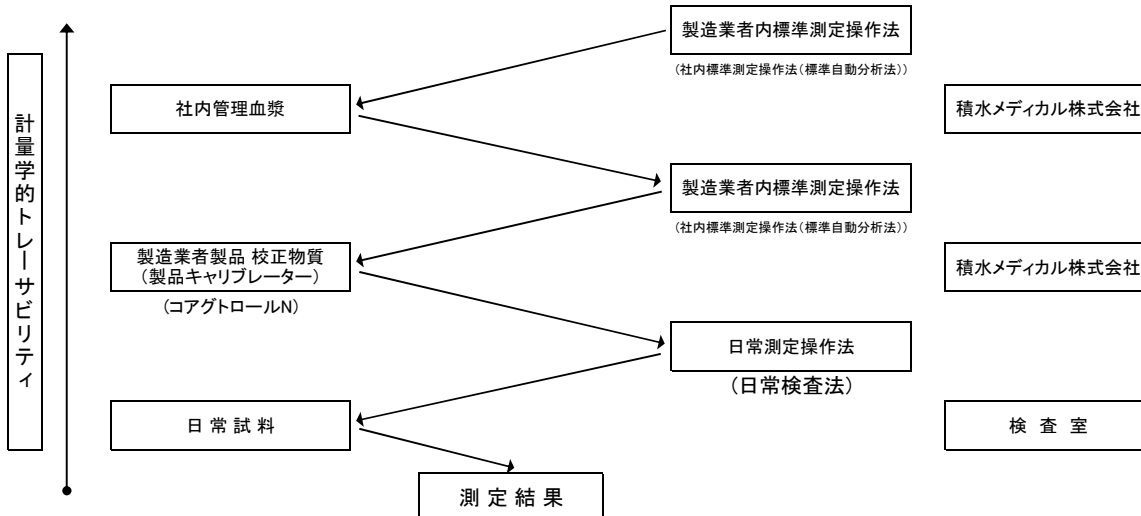 計量学的トレーサビリティ
製造業者内標準測定操作法
(社内標準測定操作法(標準自動分析法))
社内管理血漿
積水メディカル株式会社
製造業者内標準測定操作法
(社内標準測定操作法(標準自動分析法))
製造業者製品 校正物質
(製品キャリブレーター)
(コアグトロールN)
積水メディカル株式会社
日常測定操作法
(日常検査法)
日 常 試 料
検 査 室
測 定 結 果